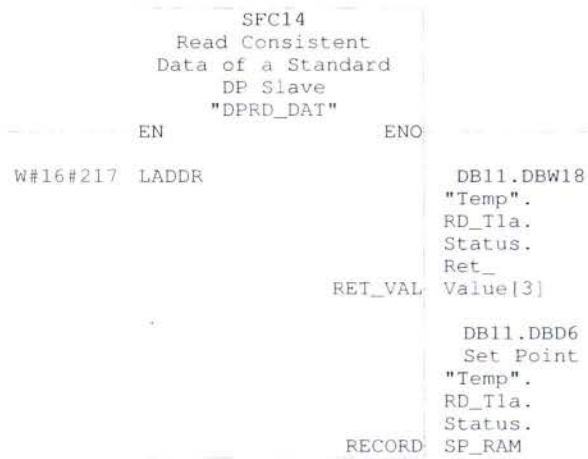 SFC14
Read Consistent
Data of a Standard
DP Slave
"DPRD_DAT"
EN ENO
W#16#217 LADDR DB11.DBW18
"Temp".
RD_T1a.
Status.
Ret_
RET_VAL Value[3]
DB11.DBD6
Set Point
"Temp".
RD_T1a.
Status.
RECORD SP_RAM